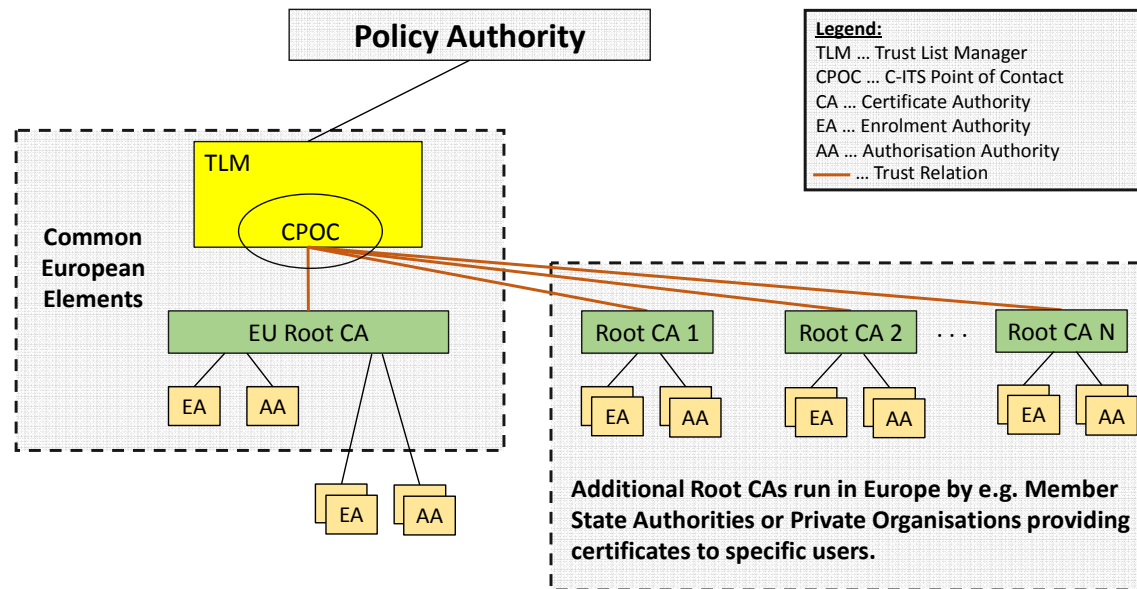 Policy Authority
Legend:
TLM ... Trust List Manager
CPOC ... C-ITS Point of Contact
CA ... Certificate Authority
EA ... Enrolment Authority
AA ... Authorisation Authority
... Trust Relation
TLM
CPOC
Common
European
Elements
EU Root CA
Root CA 1
Root CA 2
. . .
Root CA N
EA
AA
EA
AA
EA
AA
EA
AA
EA
AA
Additional Root CAs run in Europe by e.g. Member
State Authorities or Private Organisations providing
certificates to specific users.